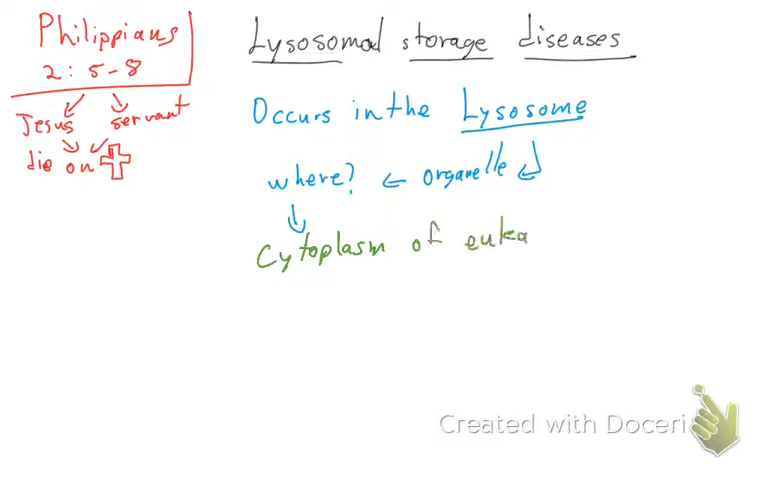 Philippians
2 : 5 - 8
Jesus servant
die on
Lysosomal storage diseases
Occurs in the Lysosome
where? ← organelle
Cytoplasm of euka
Created with Doceri